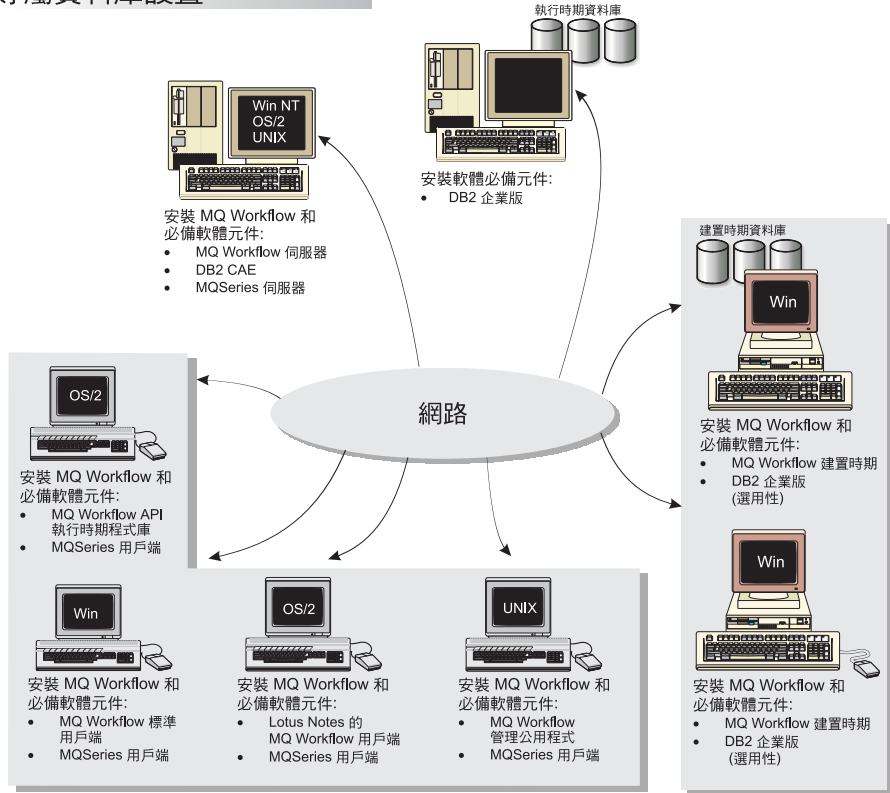 資料庫設置
執行時期資料庫
Win NT
OS/2
UNIX
安裝軟體必備元件:
• DB2 企業版
安裝 MQ Workflow 和
必備軟體元件:
• MQ Workflow 伺服器
• DB2 CAE
• MQSeries 伺服器
建置時期資料庫
Win
安裝 MQ Workflow 和
必備軟體元件:
• MQ Workflow 建置時期
• DB2 企業版
(選用性)
網路
OS/2
安裝 MQ Workflow 和
必備軟體元件:
• MQ Workflow API
執行時期程式庫
• MQSeries 用戶端
Win
安裝 MQ Workflow 和
必備軟體元件:
• MQ Workflow 標準
用戶端
• MQSeries 用戶端
OS/2
安裝 MQ Workflow 和
必備軟體元件:
• Lotus Notes 的
MQ Workflow 用戶端
• MQSeries 用戶端
UNIX
安裝 MQ Workflow 和
必備軟體元件:
• MQ Workflow
管理公用程式
• MQSeries 用戶端
Win
安裝 MQ Workflow 和
必備軟體元件:
• MQ Workflow 建置時期
• DB2 企業版
(選用性)